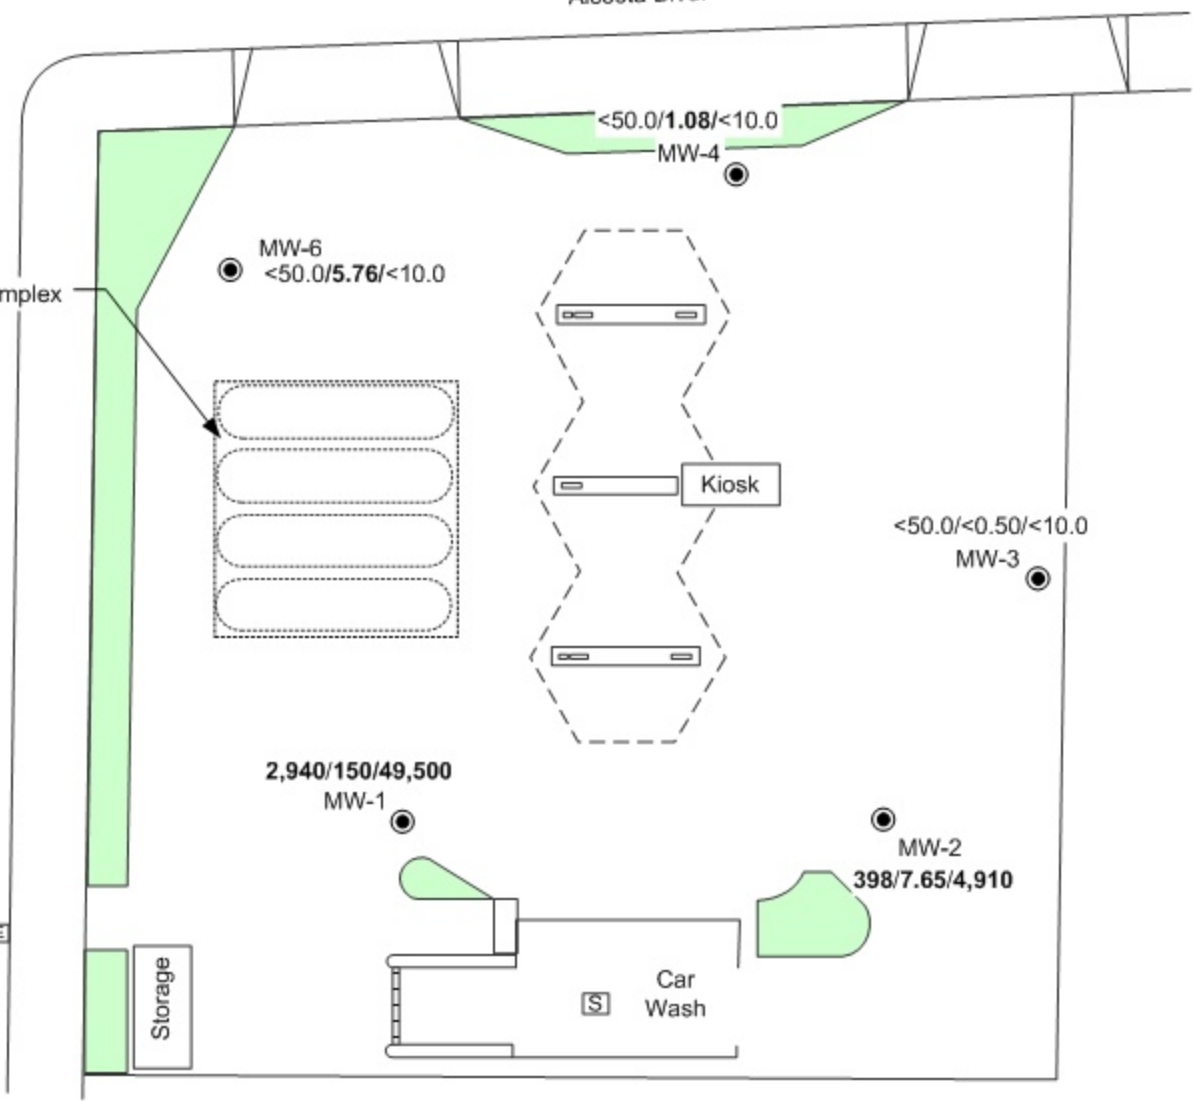 <50.0/1.08/<10.0
MW-4
MW-6
<50.0/5.76/<10.0
mplex
Kiosk
<50.0/<0.50/<10.0
MW-3
2,940/150/49,500
MW-1
MW-2
398/7.65/4,910
Storage
S
Car
Wash